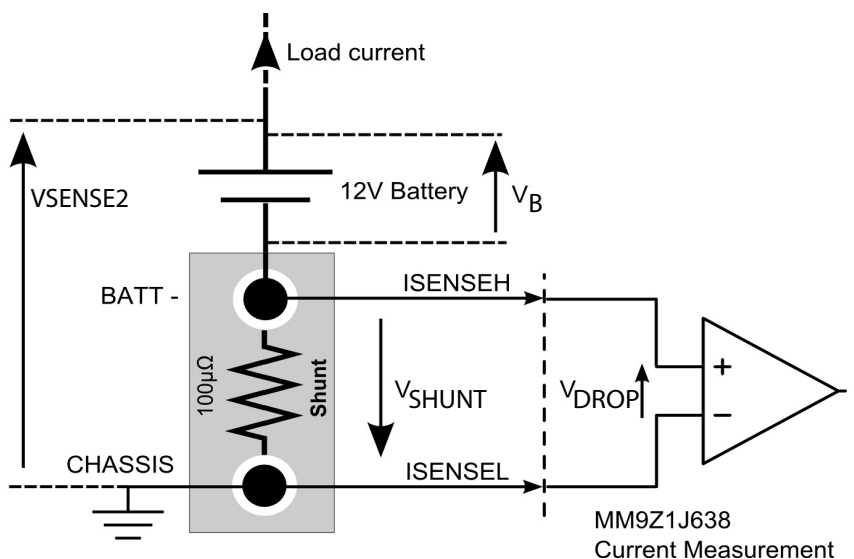 Load current
VSENSE2
12V Battery
VB
BATT -
ISENSEH
100µΩ
Shunt
VSHUNT
VDROP
+
−
CHASSIS
ISENSEL
MM9Z1J638
Current Measurement